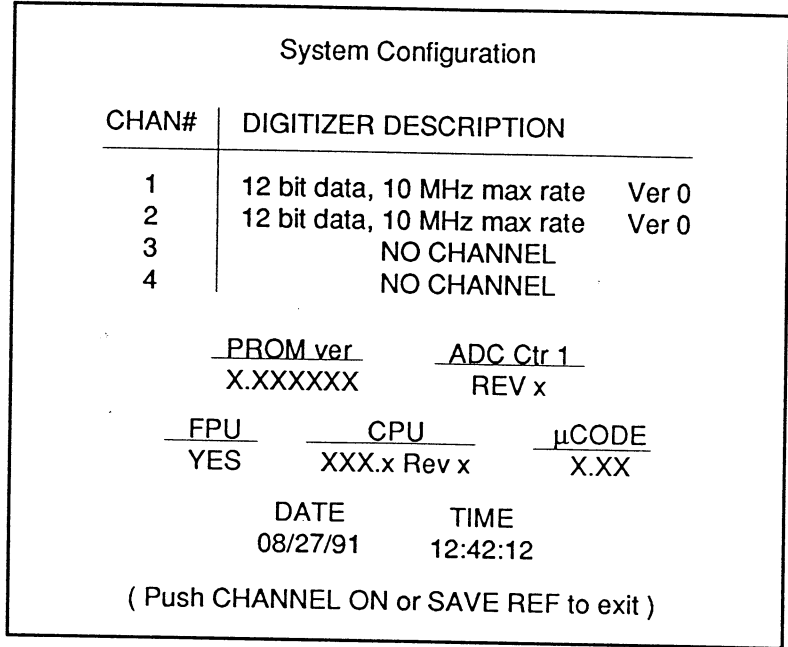 System Configuration
CHAN# DIGITIZER DESCRIPTION
1 12 bit data, 10 MHz max rate Ver 0
2 12 bit data, 10 MHz max rate Ver 0
3 NO CHANNEL
4 NO CHANNEL
PROM ver ADC Ctr 1
X.XXXXXX REV x
FPU CPU µCODE
YES XXX.x Rev x X.XX
DATE TIME
08/27/91 12:42:12
( Push CHANNEL ON or SAVE REF to exit )